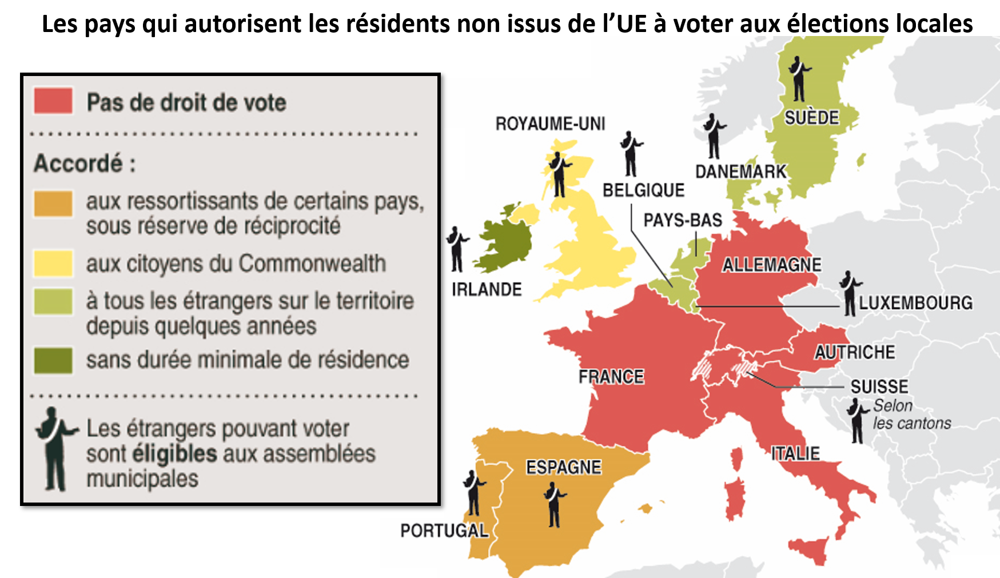 Les pays qui autorisent les résidents non issus de l'UE à voter aux élections locales
Pas de droit de vote
Accordé :
aux ressortissants de certains pays,
sous réserve de réciprocité
aux citoyens du Commonwealth
à tous les étrangers sur le territoire
depuis quelques années
sans durée minimale de résidence
Les étrangers pouvant voter
sont éligibles aux assemblées
municipales
SUÈDE
ROYAUME-UNI
DANEMARK
BELGIQUE
PAYS-BAS
ALLEMAGNE
IRLANDE
LUXEMBOURG
AUTRICHE
FRANCE
SUISSE
Selon
les cantons
ITALIE
ESPAGNE
PORTUGAL